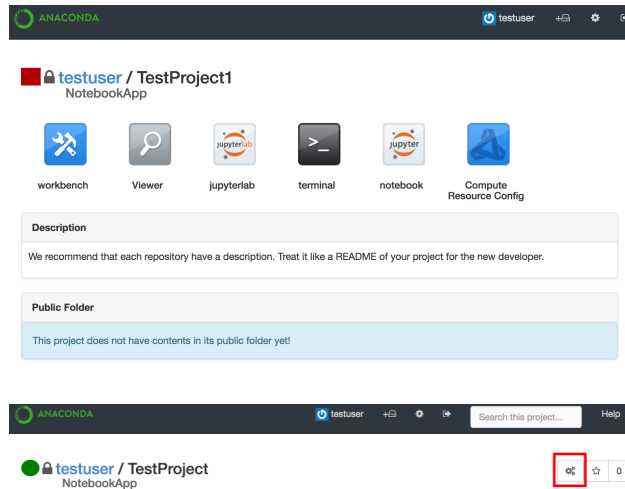 ANACONDA testuser
testuser / TestProject1
NotebookApp
jupyterlab >_ jupyter
workbench Viewer jupyterlab terminal notebook Compute
Resource Config
Description
We recommend that each repository have a description. Treat it like a README of your project for the new developer.
Public Folder
This project does not have contents in its public folder yet!
ANACONDA testuser Search this project... Help
testuser / TestProject 0
NotebookApp